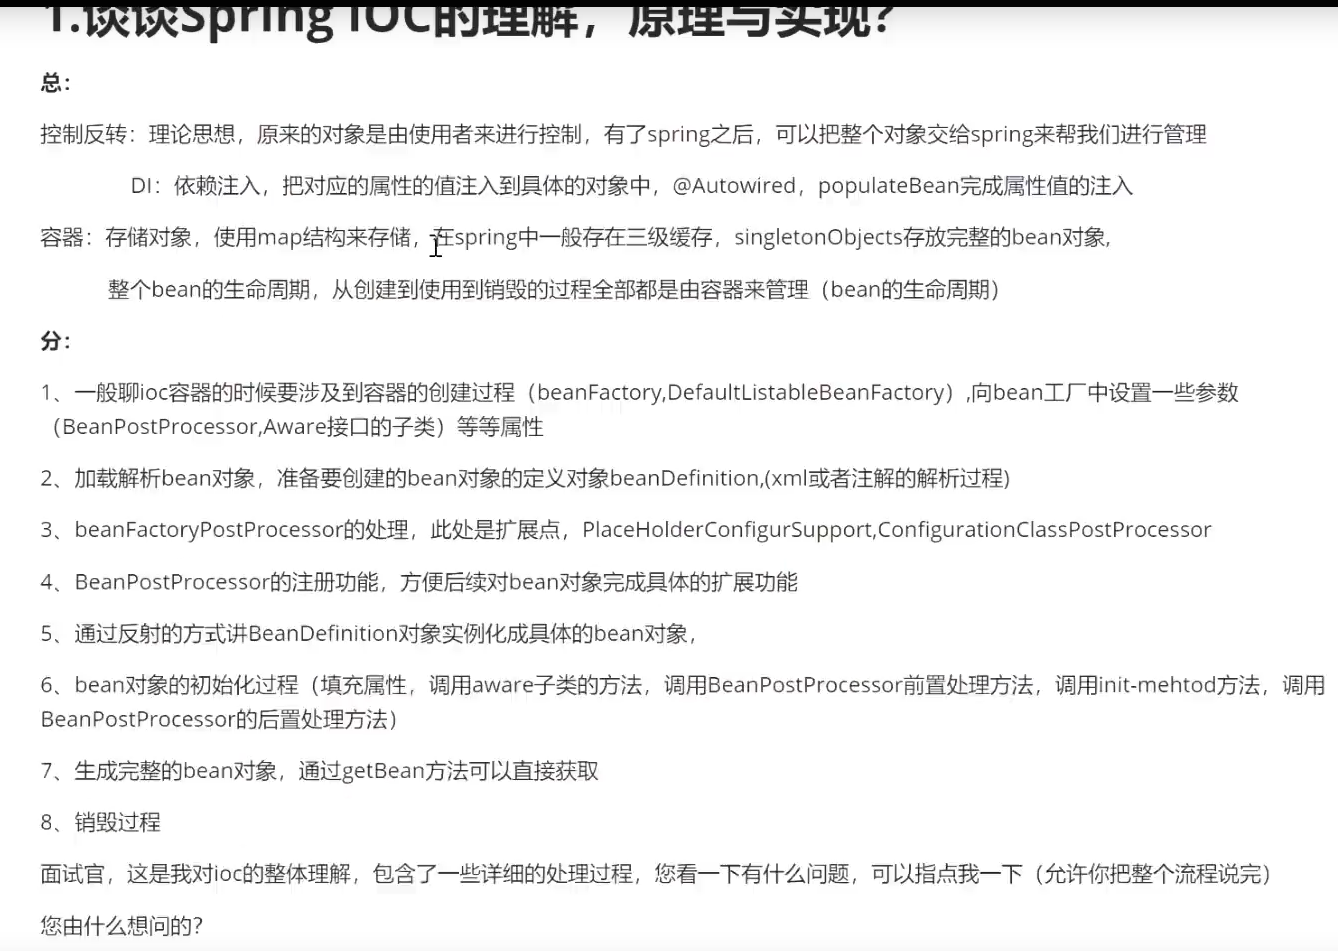 1.谈谈Spring IOC的理解，原理与实现?
总：
控制反转：理论思想，原来的对象是由使用者来进行控制，有了spring之后，可以把整个对象交给spring来帮我们进行管理
DI：依赖注入，把对应的属性的值注入到具体的对象中，@Autowired，populateBean完成属性值的注入
容器：存储对象，使用map结构来存储，在spring中一般存在三级缓存，singletonObjects存放完整的bean对象,
整个bean的生命周期，从创建到使用到销毁的过程全部都是由容器来管理（bean的生命周期）
分：
1、一般聊ioc容器的时候要涉及到容器的创建过程（beanFactory,DefaultListableBeanFactory）,向bean工厂中设置一些参数
（BeanPostProcessor,Aware接口的子类）等等属性
2、加载解析bean对象，准备要创建的bean对象的定义对象beanDefinition,(xml或者注解的解析过程)
3、beanFactoryPostProcessor的处理，此处是扩展点，PlaceHolderConfigurSupport,ConfigurationClassPostProcessor
4、BeanPostProcessor的注册功能，方便后续对bean对象完成具体的扩展功能
5、通过反射的方式讲BeanDefinition对象实例化成具体的bean对象，
6、bean对象的初始化过程（填充属性，调用aware子类的方法，调用BeanPostProcessor前置处理方法，调用init-mehtod方法，调用
BeanPostProcessor的后置处理方法）
7、生成完整的bean对象，通过getBean方法可以直接获取
8、销毁过程
面试官，这是我对ioc的整体理解，包含了一些详细的处理过程，您看一下有什么问题，可以指点我一下（允许你把整个流程说完）
您由什么想问的？